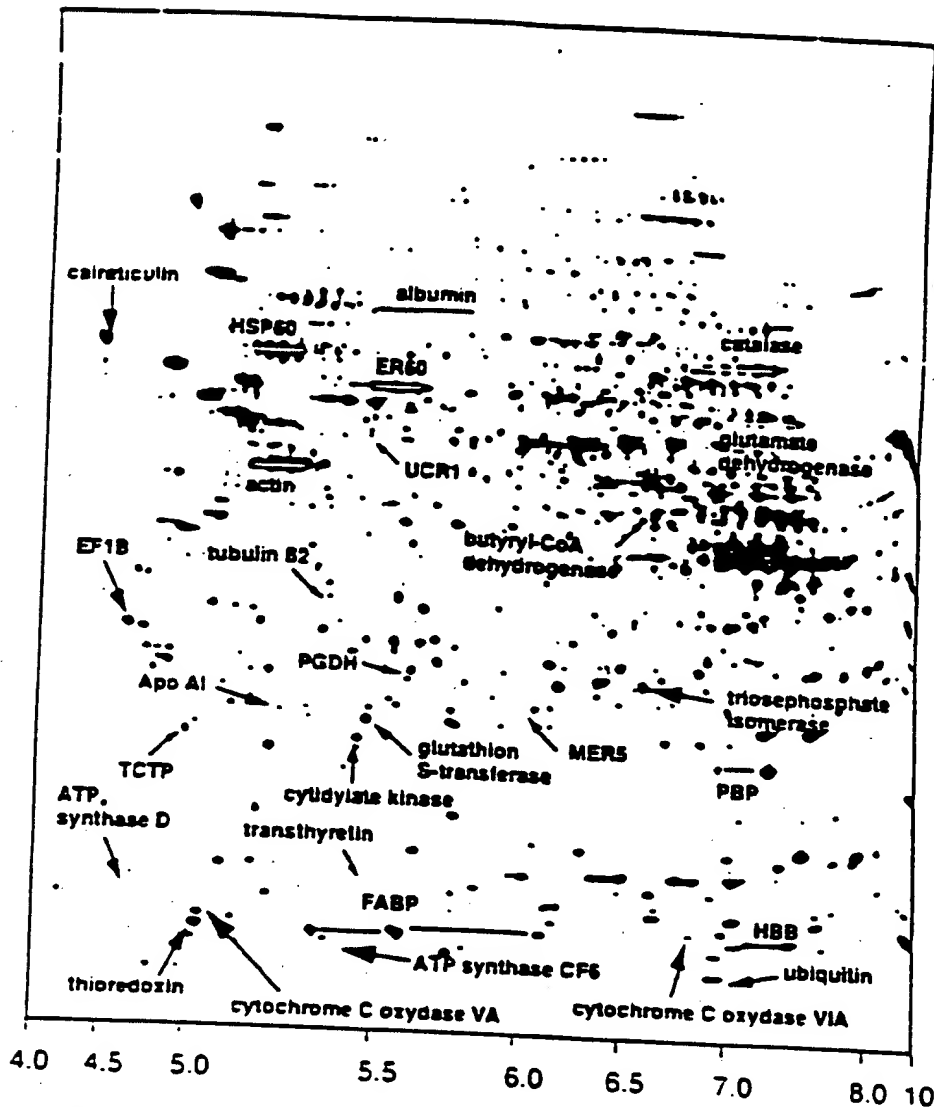 calreticulin
albumin
HSP60
catalase
ER60
glutamate
dehydrogenase
UCR1
actin
EF1B
tubulin B2
butyryl-CoA
dehydrogenase
PGDH
Apo AI
triosephosphate
isomerase
TCTP
glutathion
S-transferase
MER5
PBP
ATP
synthase D
cytidylate kinase
transthyretin
FABP
HBB
ATP synthase CF6
ubiquitin
thioredoxin
cytochrome C oxydase VA
cytochrome C oxydase VIA
4.0 4.5 5.0 5.5 6.0 6.5 7.0 8.0 10